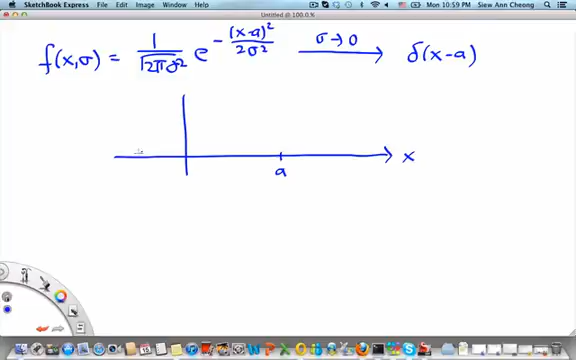 SketchBook Express File Edit Image Window Mon 10:59 PM Siew Ann Cheong
Untitled @ 100.0 %
f(x,σ) = 1/√2πσ² e^-(x-a)²/2σ² σ→0 δ(x-a)
x
a